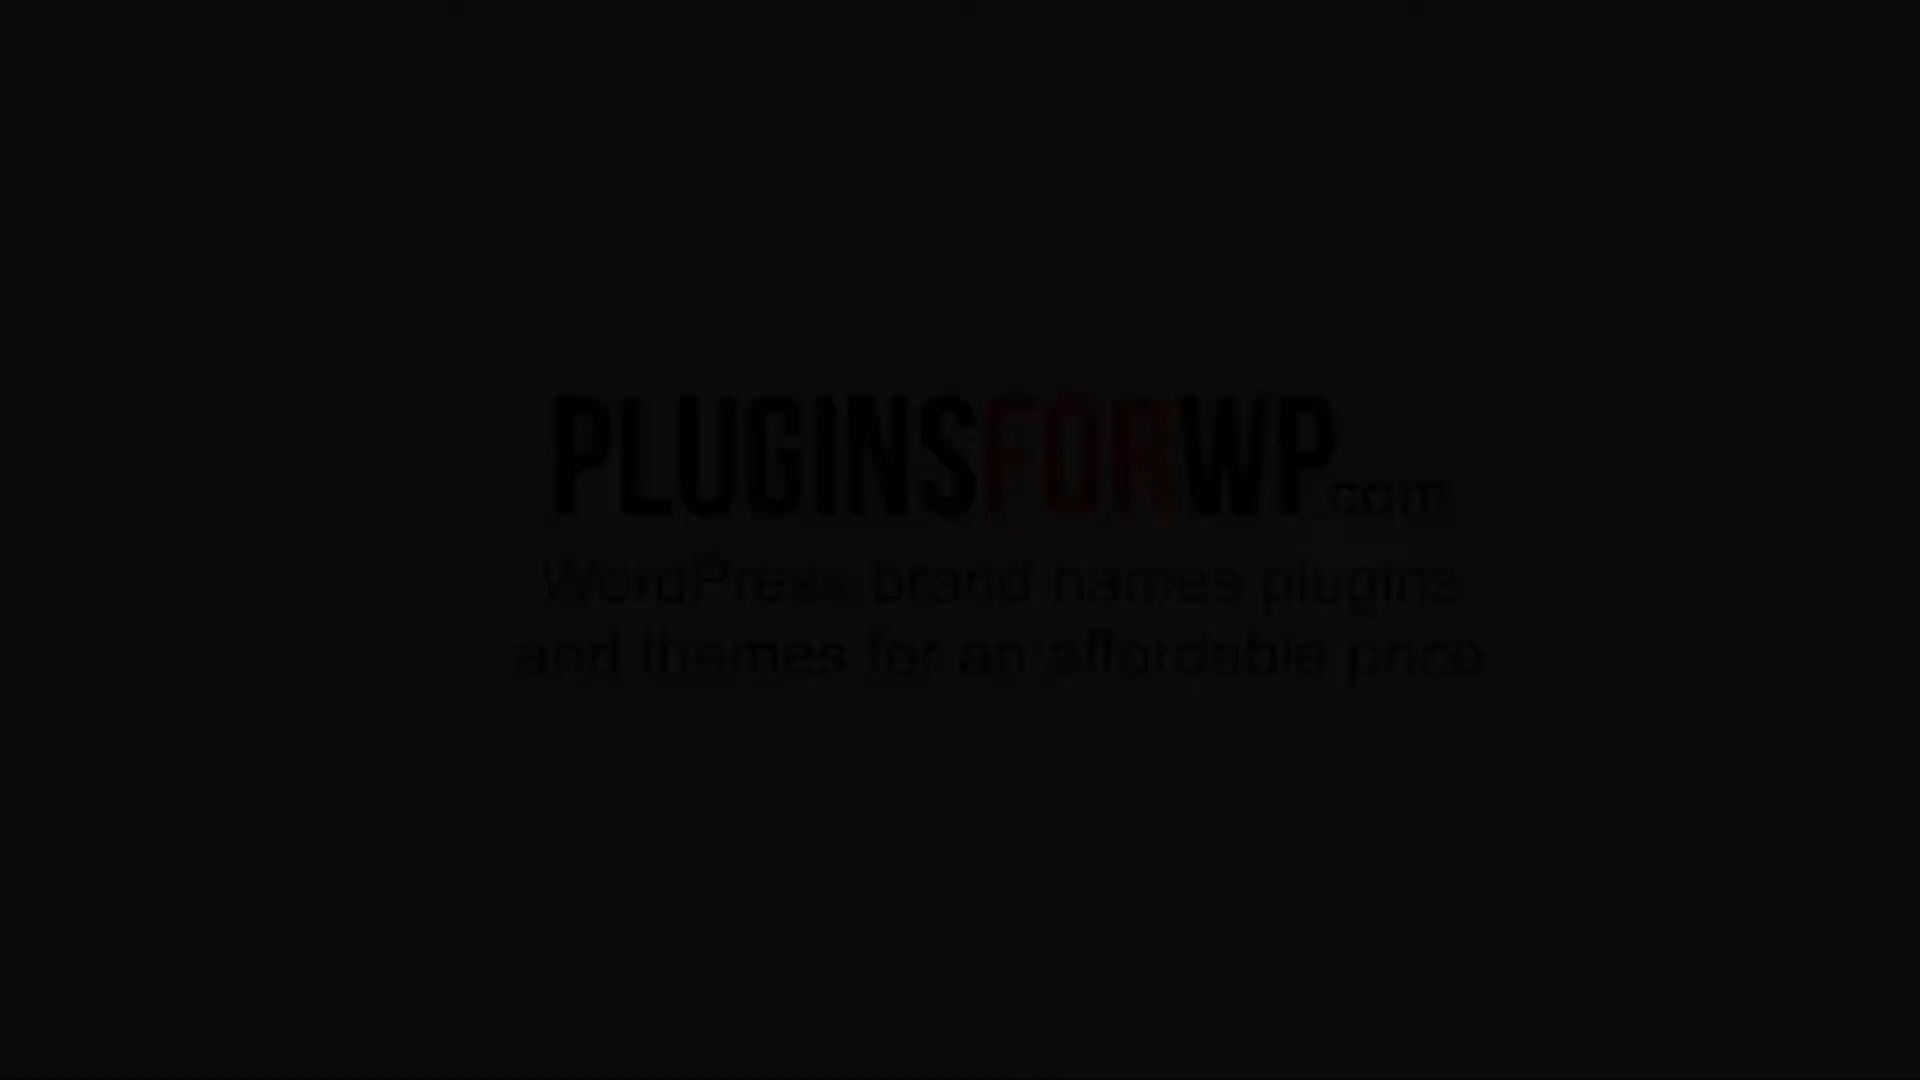 PLUGINSFORWP.com
WordPress brand names plugins
and themes for an affordable price